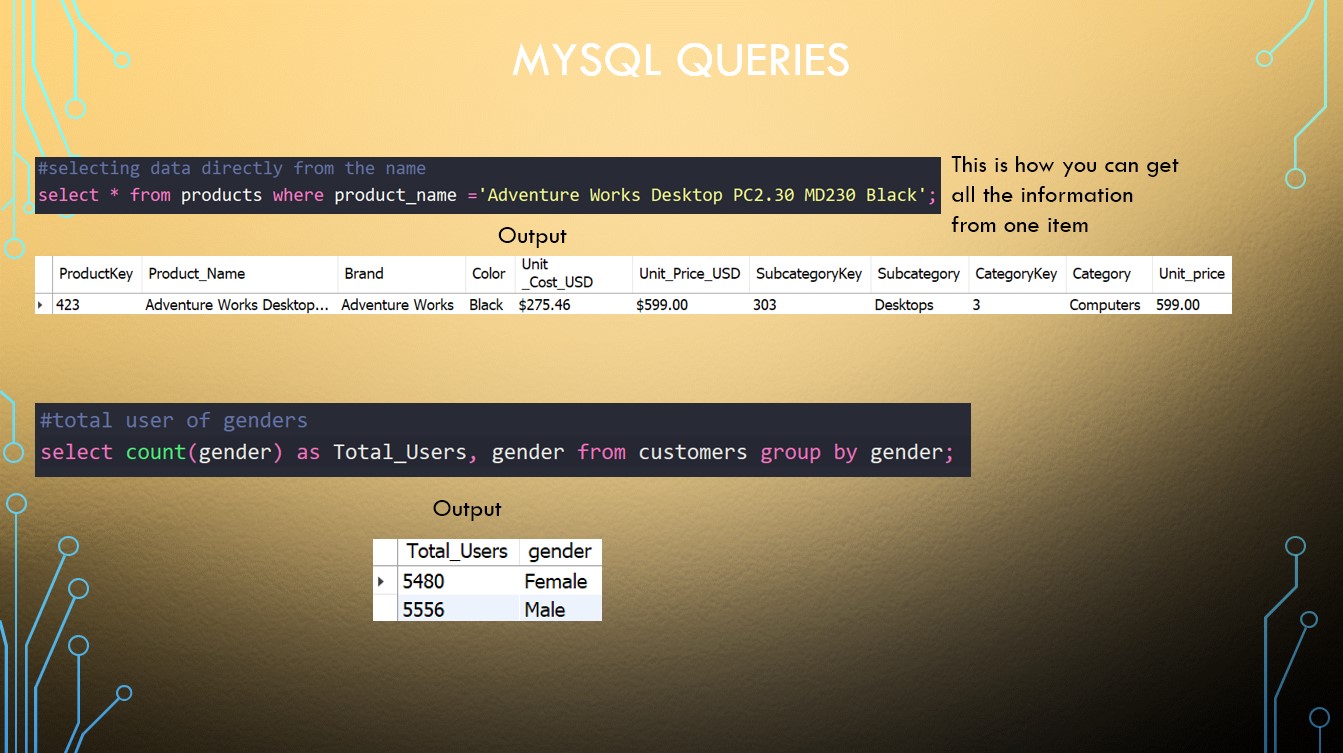 MYSQL QUERIES
#selecting data directly from the name
select * from products where product_name ='Adventure Works Desktop PC2.30 MD230 Black';
This is how you can get
all the information
from one item
Output
ProductKey Product_Name Brand Color Unit _Cost_USD Unit_Price_USD SubcategoryKey Subcategory CategoryKey Category Unit_price
423 Adventure Works Desktop... Adventure Works Black $275.46 $599.00 303 Desktops 3 Computers 599.00
#total user of genders
select count(gender) as Total_Users, gender from customers group by gender;
Output
Total_Users gender
5480 Female
5556 Male